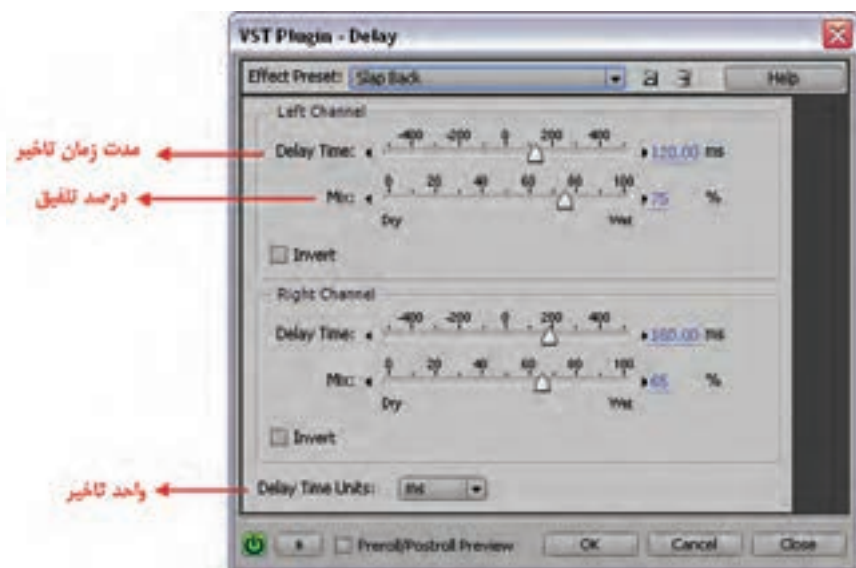 VST Plugin - Delay
Effect Preset: Slap Back Help
Left Channel
-400 -200 0 200 400
مدت زمان تاخیر Delay Time: 120.00 ms
0 20 40 60 80 100
درصد تلفیق Mix: 75 %
Dry Wet
Invert
Right Channel
-400 -200 0 200 400
Delay Time: 180.00 ms
0 20 40 60 80 100
Mix: 65 %
Dry Wet
Invert
واحد تاخیر Delay Time Units: ms
Preroll/Postroll Preview OK Cancel Close